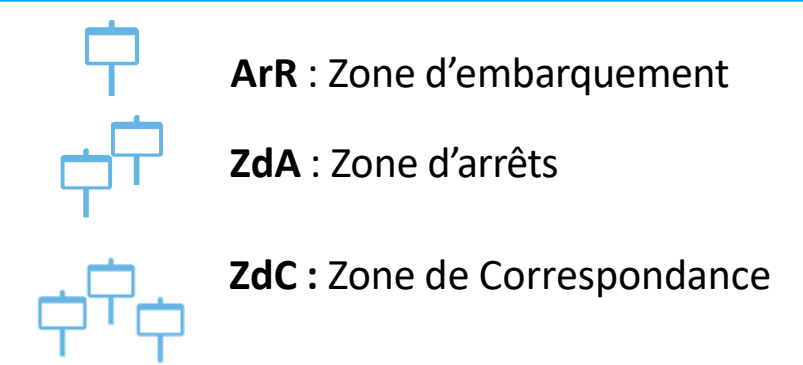 ArR : Zone d’embarquement
ZdA : Zone d’arrêts
ZdC : Zone de Correspondance